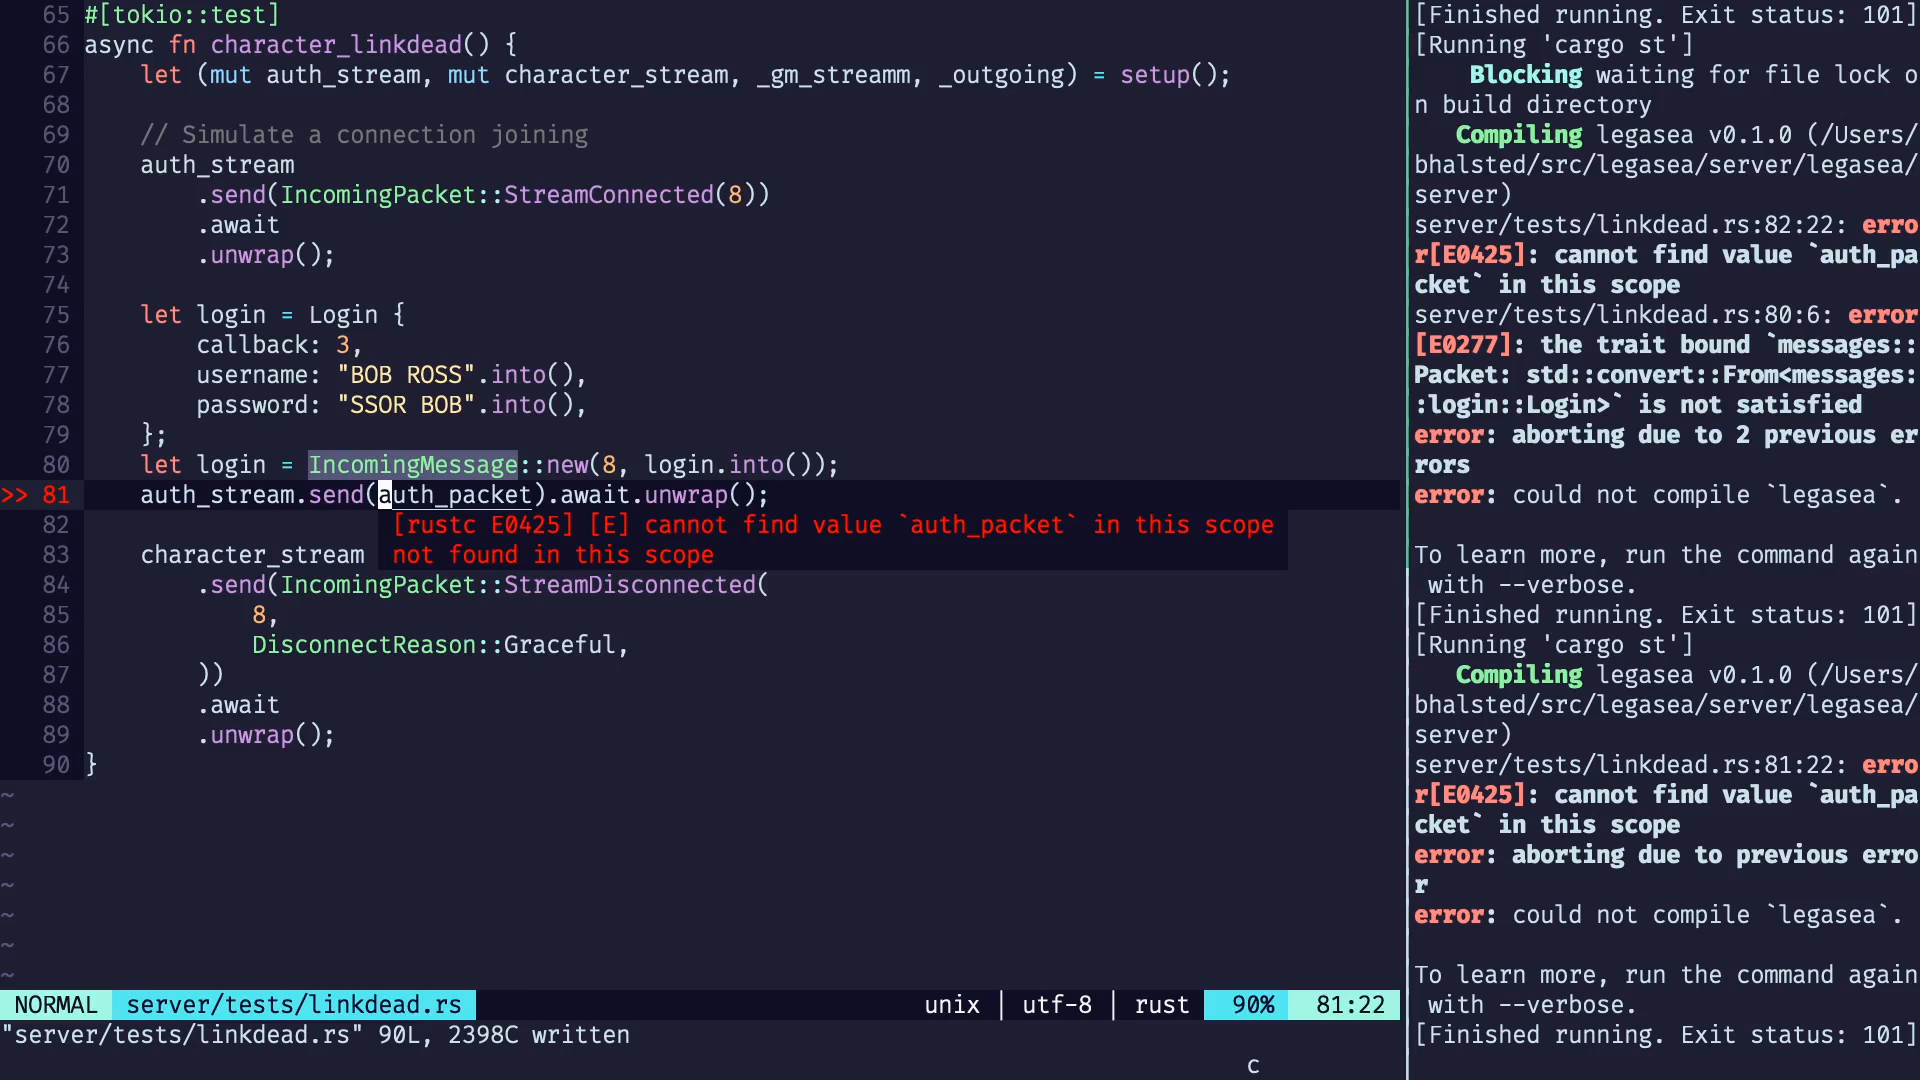 65 #[tokio::test]
66 async fn character_linkdead() {
67     let (mut auth_stream, mut character_stream, _gm_streamm, _outgoing) = setup();
68
69     // Simulate a connection joining
70     auth_stream
71         .send(IncomingPacket::StreamConnected(8))
72         .await
73         .unwrap();
74
75     let login = Login {
76         callback: 3,
77         username: "BOB ROSS".into(),
78         password: "SSOR BOB".into(),
79     };
80     let login = IncomingMessage::new(8, login.into());
>> 81     auth_stream.send(auth_packet).await.unwrap();
82     [rustc E0425] [E] cannot find value `auth_packet` in this scope
83     character_stream not found in this scope
84         .send(IncomingPacket::StreamDisconnected(
85             8,
86             DisconnectReason::Graceful,
87         ))
88         .await
89         .unwrap();
90 }
~
~
~
~
~
~
~
NORMAL server/tests/linkdead.rs unix | utf-8 | rust 90% 81:22
"server/tests/linkdead.rs" 90L, 2398C written
c
[Finished running. Exit status: 101]
[Running 'cargo st']
    Blocking waiting for file lock o
n build directory
   Compiling legasea v0.1.0 (/Users/
bhalsted/src/legasea/server/legasea/
server)
server/tests/linkdead.rs:82:22: erro
r[E0425]: cannot find value `auth_pa
cket` in this scope
server/tests/linkdead.rs:80:6: error
[E0277]: the trait bound `messages::
Packet: std::convert::From<messages:
:login::Login>` is not satisfied
error: aborting due to 2 previous er
rors
error: could not compile `legasea`.

To learn more, run the command again
 with --verbose.
[Finished running. Exit status: 101]
[Running 'cargo st']
   Compiling legasea v0.1.0 (/Users/
bhalsted/src/legasea/server/legasea/
server)
server/tests/linkdead.rs:81:22: erro
r[E0425]: cannot find value `auth_pa
cket` in this scope
error: aborting due to previous erro
r
error: could not compile `legasea`.

To learn more, run the command again
 with --verbose.
[Finished running. Exit status: 101]